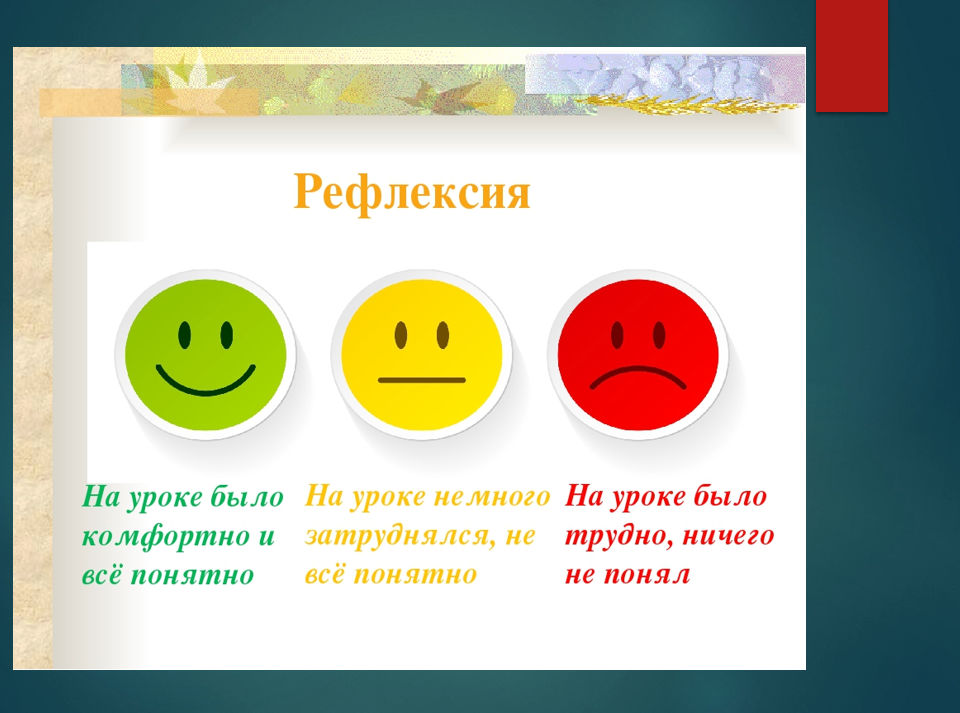 Рефлексия
На уроке было
комфортно и
всё понятно
На уроке немного
затруднялся, не
всё понятно
На уроке было
трудно, ничего
не понял